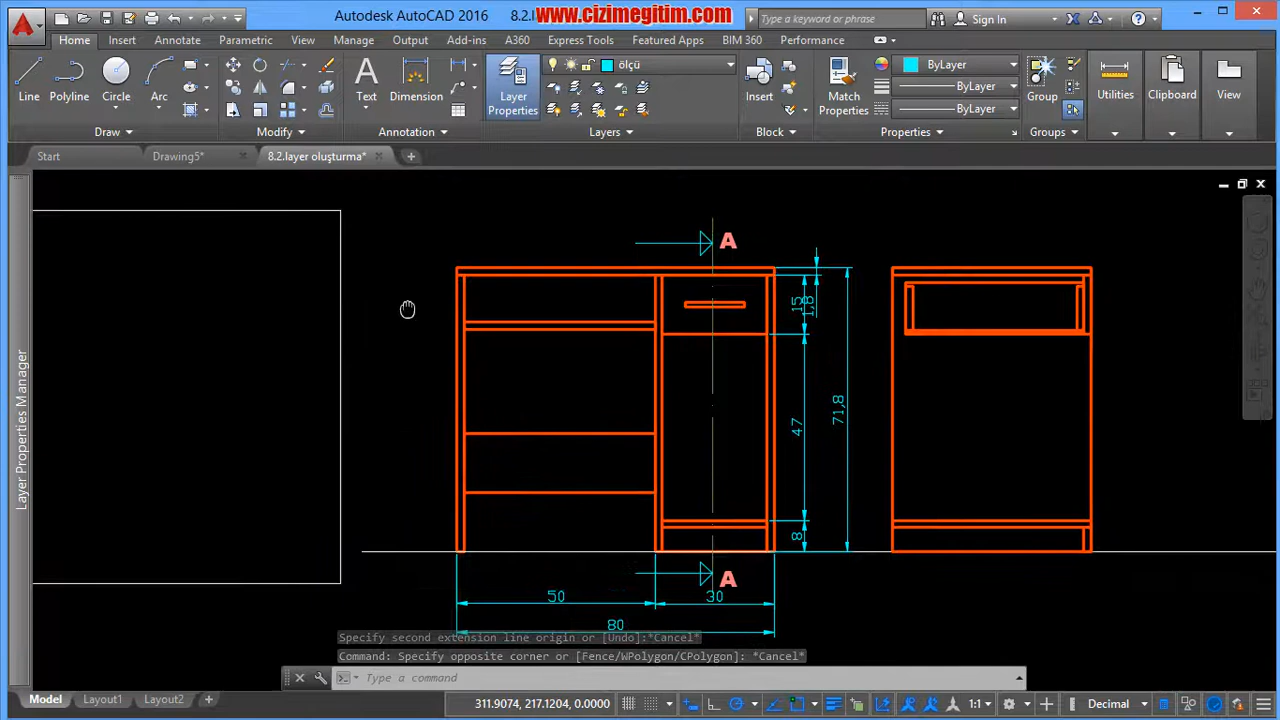 Autodesk AutoCAD 2016 8.2.l
www.cizimegitim.com
Type a keyword or phrase
Sign In
Home Insert Annotate Parametric View Manage Output Add-ins A360 Express Tools Featured Apps BIM 360 Performance
Line Polyline Circle Arc
Text Dimension
Layer
Properties
ölçü
Insert
Match
Properties
ByLayer
ByLayer
ByLayer
Group
Utilities
Clipboard
View
Draw Modify Annotation Layers Block Properties Groups
Start Drawing5* 8.2.layer oluşturma*
A
15
1,8
71,8
47
8
A
50 30
80
Layer Properties Manager
Specify second extension line origin or [Undo]:*Cancel*
Command: Specify opposite corner or [Fence/WPolygon/CPolygon]: *Cancel*
Type a command
Model Layout1 Layout2
311.9074, 217.1204, 0.0000
1:1
Decimal